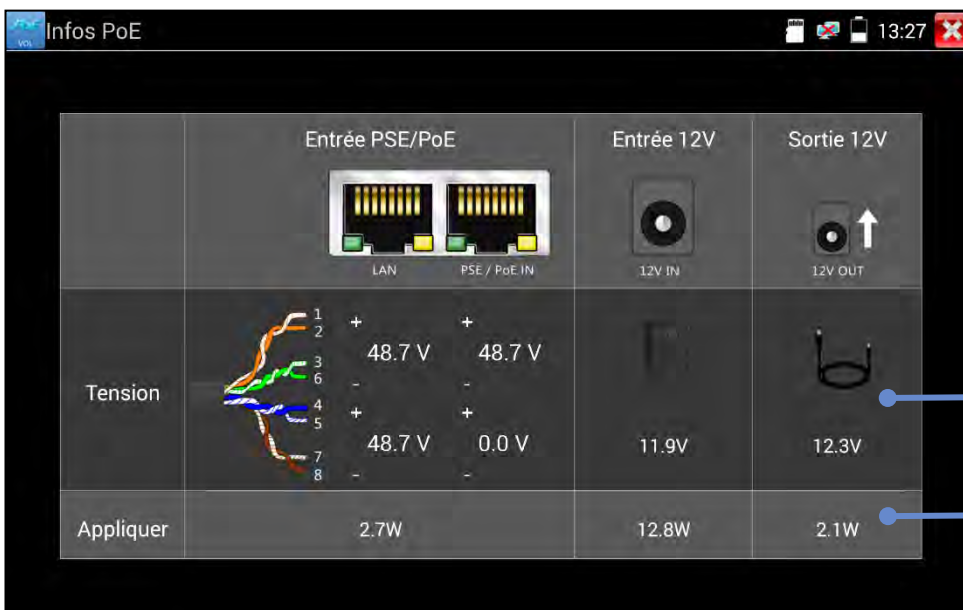 PoE
VOL
Infos PoE
13:27
Entrée PSE/PoE
Entrée 12V
Sortie 12V
LAN
PSE / PoE IN
12V IN
12V OUT
1
2
3
6
4
5
7
8
+
+
48.7 V
48.7 V
-
-
+
+
48.7 V
0.0 V
-
-
Tension
11.9V
12.3V
Appliquer
2.7W
12.8W
2.1W